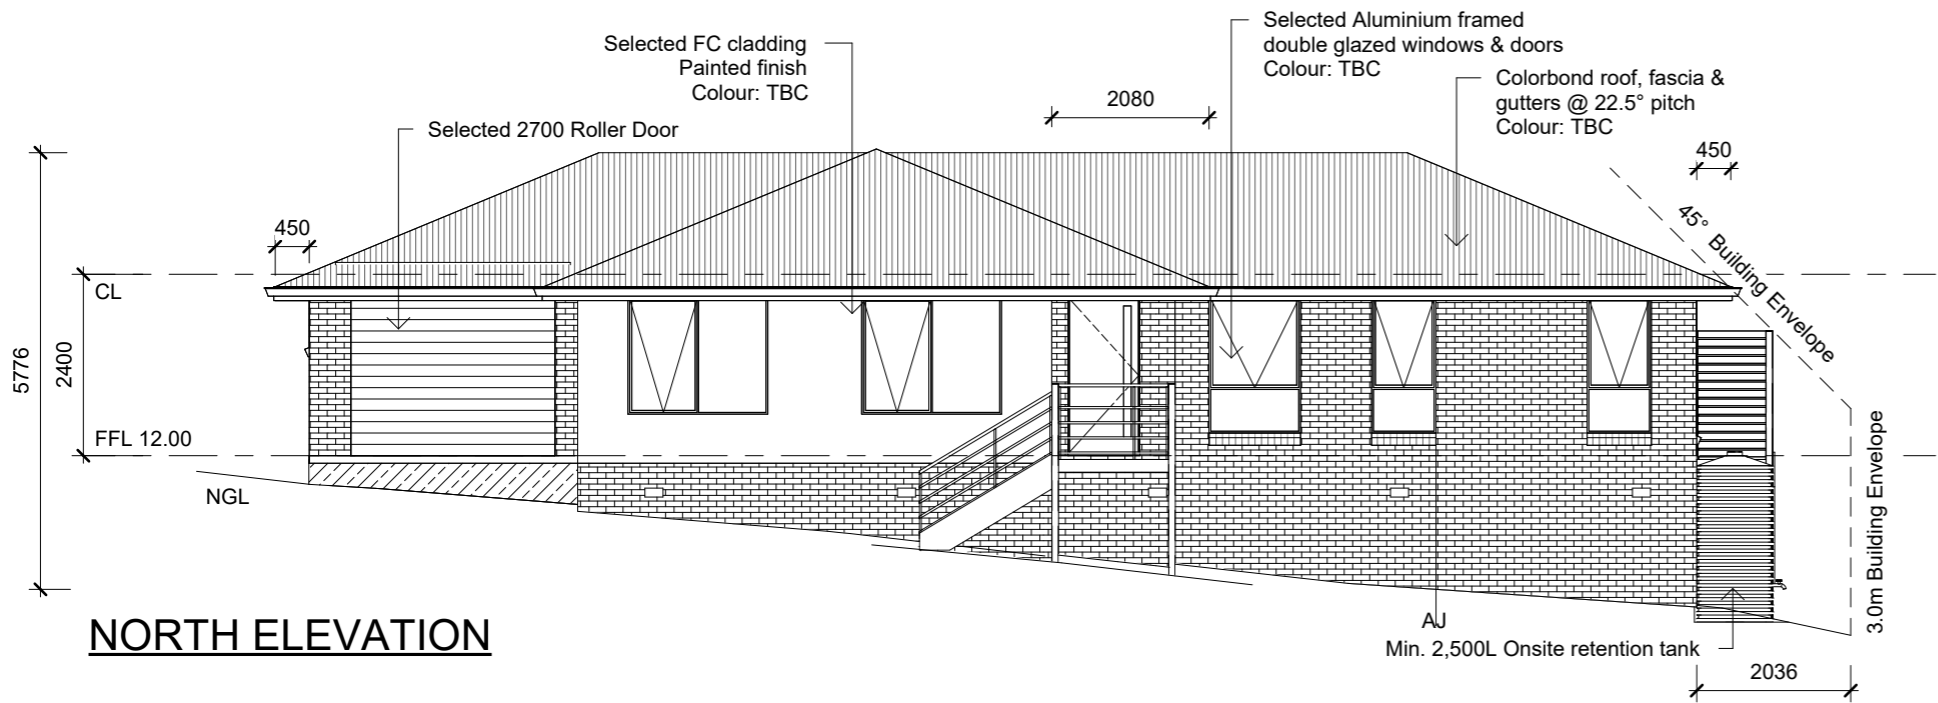 Selected Aluminium framed
double glazed windows & doors
Colour: TBC
Selected FC cladding
Painted finish
Colour: TBC
Colorbond roof, fascia &
gutters @ 22.5° pitch
Colour: TBC
2080
Selected 2700 Roller Door
450
450
45° Building Envelope
CL
5776
2400
FFL 12.00
NGL
3.0m Building Envelope
NORTH ELEVATION
AJ
Min. 2,500L Onsite retention tank
2036